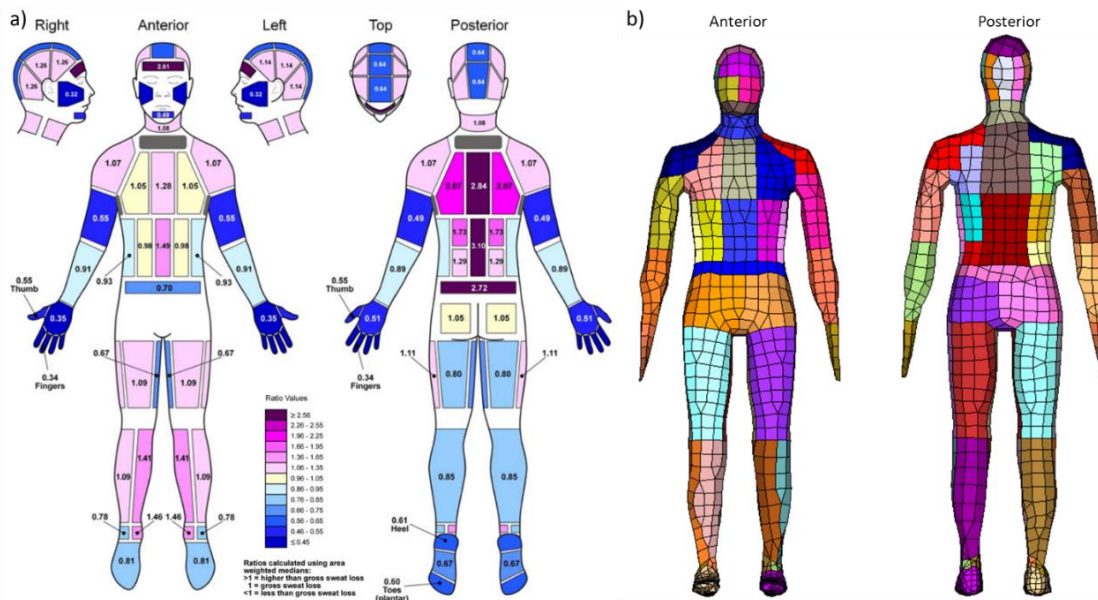 a)
Right
Anterior
Left
Top
Posterior
b)
Anterior
Posterior
1.26
1.26
1.26
0.32
2.61
1.14
1.14
1.14
0.32
0.64
0.64
0.64
0.64
1.08
1.07
1.07
1.07
1.07
1.05
1.28
1.05
2.07
2.84
2.07
0.55
0.55
0.49
0.49
0.98
1.49
0.98
1.73
3.10
1.73
1.29
1.29
0.91
0.91
0.89
0.89
0.93
0.93
0.70
2.72
0.55
Thumb
0.35
0.35
0.55
Thumb
0.51
0.51
1.05
1.05
0.34
Fingers
0.34
Fingers
0.67
0.67
1.11
1.11
1.09
1.09
0.80
0.80
Ratio Values
≥ 2.56
2.26 - 2.55
1.96 - 2.25
1.66 - 1.95
1.36 - 1.65
1.06 - 1.35
0.96 - 1.05
0.86 - 0.95
0.76 - 0.85
0.66 - 0.75
0.56 - 0.65
0.46 - 0.55
≤ 0.45
1.41
1.41
1.09
1.09
0.85
0.85
0.78
1.46
1.46
0.78
0.81
0.81
0.61
Heel
0.67
0.67
0.60
Toes
(plantar)
Ratios calculated using area
weighted medians:
>1 = higher than gross sweat loss
1 = gross sweat loss
<1 = less than gross sweat loss